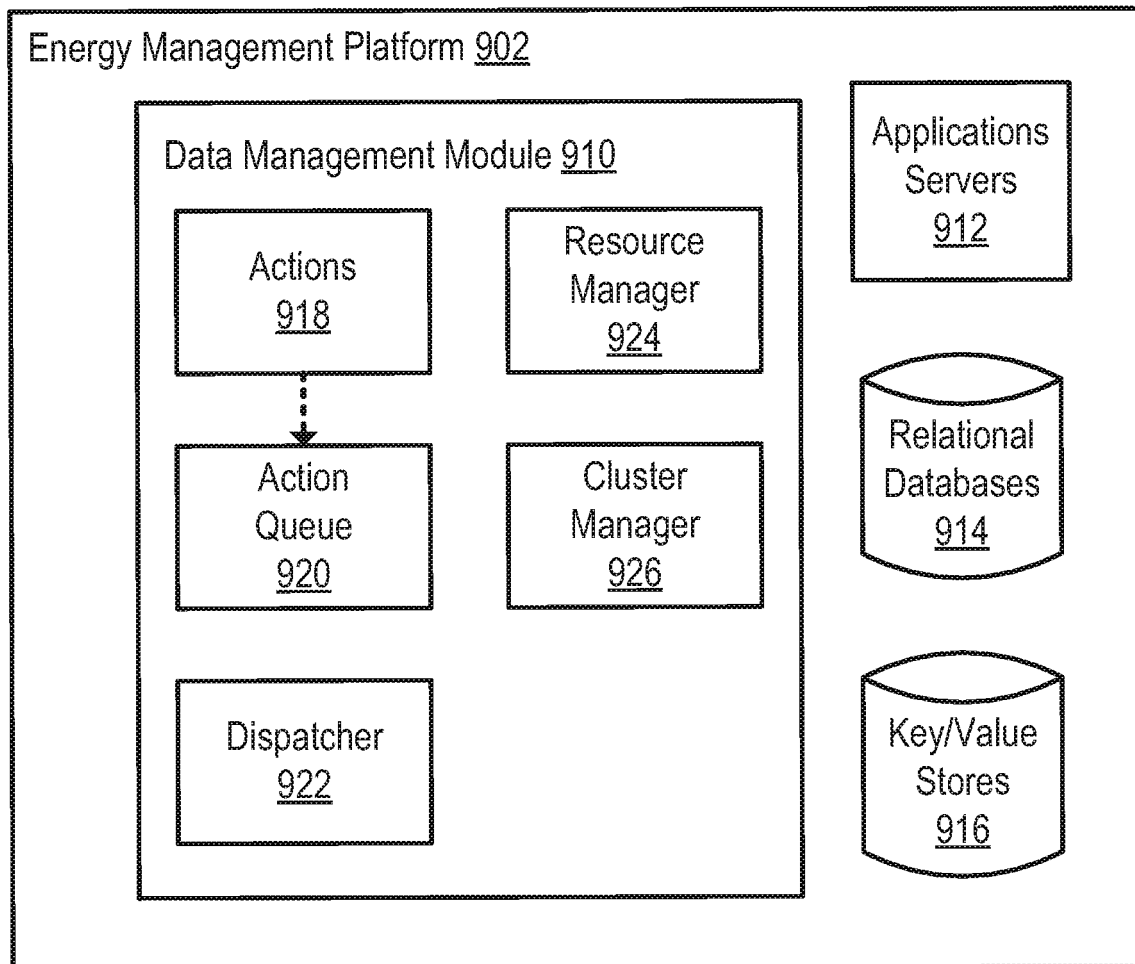 Energy Management Platform 902
Data Management Module 910
Actions
918
Resource
Manager
924
Action
Queue
920
Cluster
Manager
926
Dispatcher
922
Applications
Servers
912
Relational
Databases
914
Key/Value
Stores
916